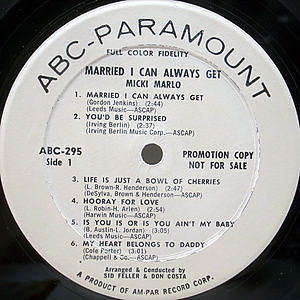 ABC-PARAMOUNT
FULL COLOR FIDELITY
MARRIED I CAN ALWAYS GET
MICKI MARLO
1. MARRIED I CAN ALWAYS GET
(Gordon Jenkins) (2:44)
(Leeds Music—ASCAP)
2. YOU'D BE SURPRISED
(Irving Berlin) (2:37)
(Irving Berlin Music Corp.—ASCAP)
ABC-295
Side 1
PROMOTION COPY
NOT FOR SALE
3. LIFE IS JUST A BOWL OF CHERRIES
(L. Brown-R. Henderson) (2:47)
(DeSylva, Brown & Henderson—ASCAP)
4. HOORAY FOR LOVE
(L. Robin-H. Arlen) (2:54)
(Harwin Music—ASCAP)
5. IS YOU IS OR IS YOU AIN'T MY BABY
(B. Austin-L. Jordan) (3:05)
(Leeds Music—ASCAP)
6. MY HEART BELONGS TO DADDY
(Cole Porter) (3:01)
(Chappell & Co.—ASCAP)
Arranged & Conducted by
SID FELLER & DON COSTA
A PRODUCT OF AM-PAR RECORD CORP.